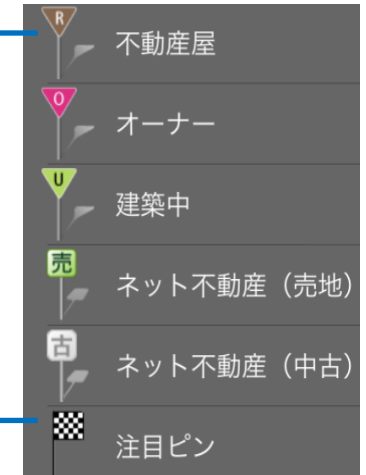 R 不動産屋
O オーナー
U 建築中
売 ネット不動産（売地）
古 ネット不動産（中古）
注目ピン